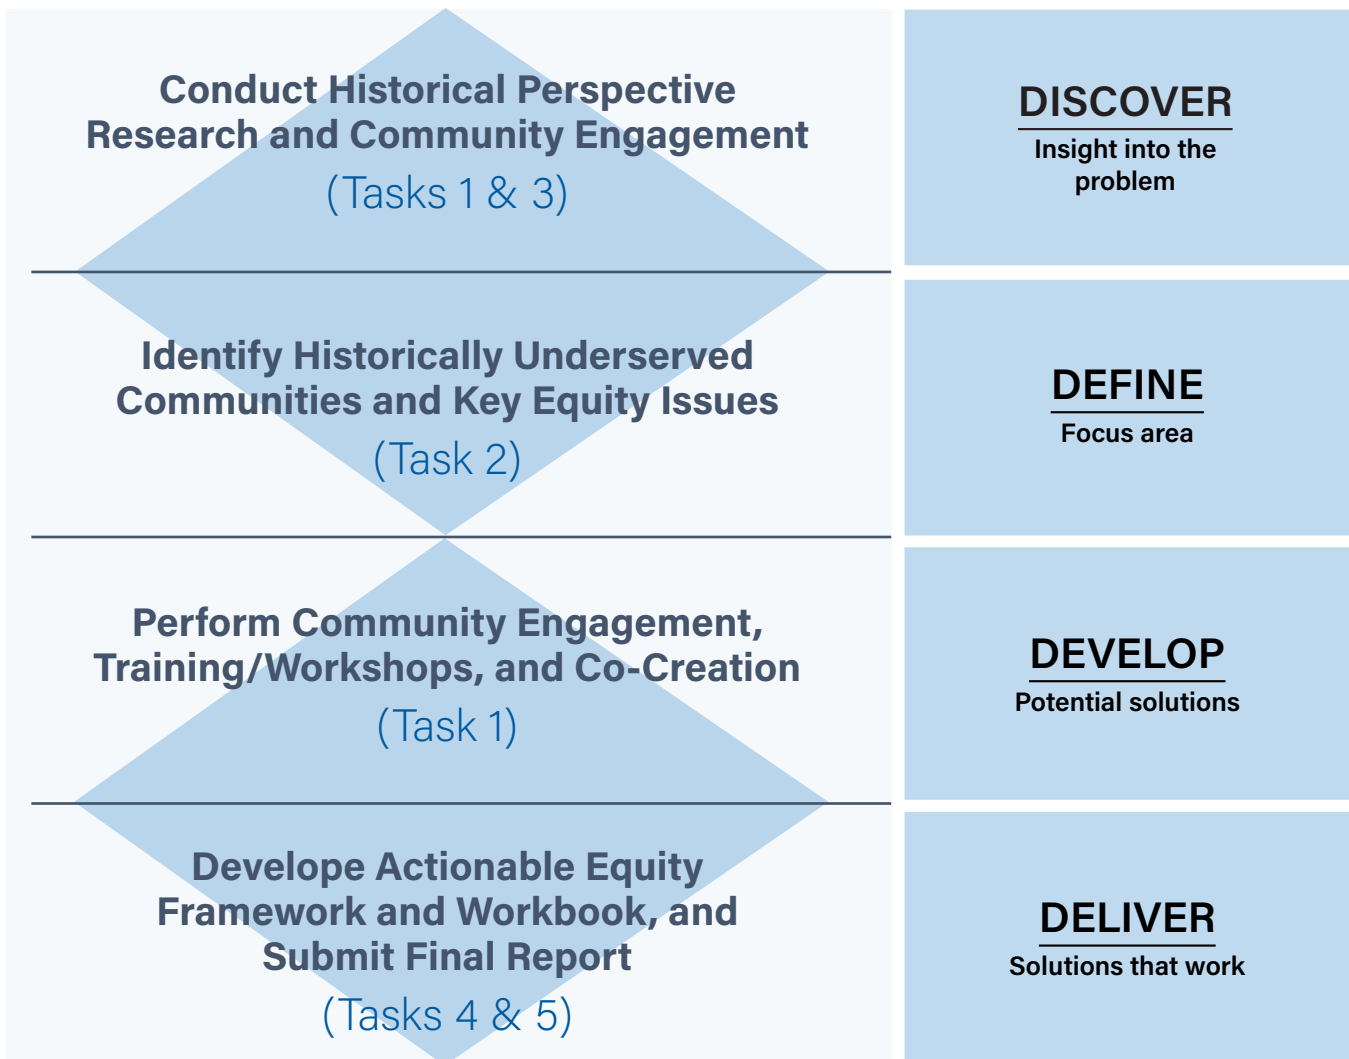 Conduct Historical Perspective
Research and Community Engagement
(Tasks 1 & 3)
DISCOVER
Insight into the
problem
Identify Historically Underserved
Communities and Key Equity Issues
(Task 2)
DEFINE
Focus area
Perform Community Engagement,
Training/Workshops, and Co-Creation
(Task 1)
DEVELOP
Potential solutions
Develope Actionable Equity
Framework and Workbook, and
Submit Final Report
(Tasks 4 & 5)
DELIVER
Solutions that work